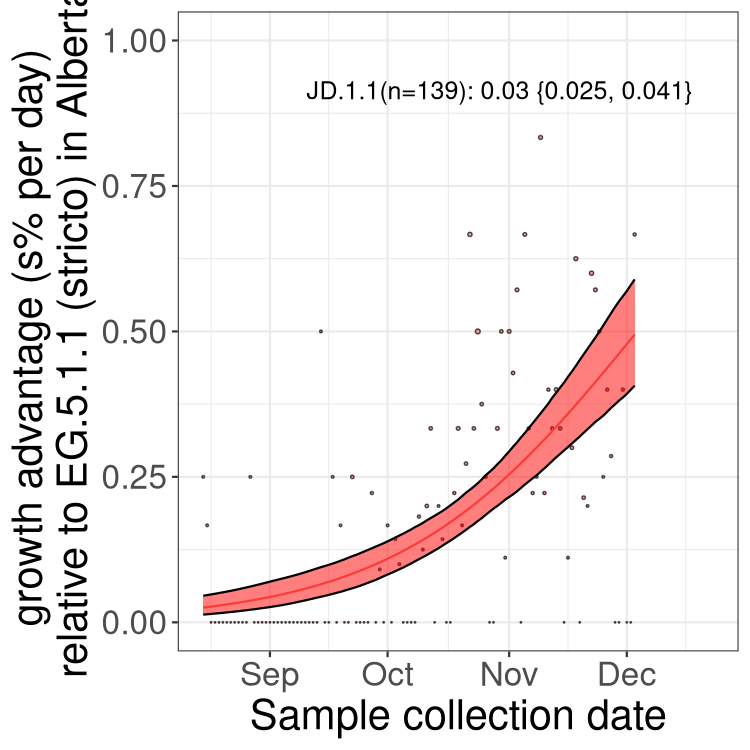 growth advantage (s% per day)
relative to EG.5.1.1 (stricto) in Alberta
1.00
0.75
0.50
0.25
0.00
JD.1.1(n=139): 0.03 {0.025, 0.041}
Sep Oct Nov Dec
Sample collection date